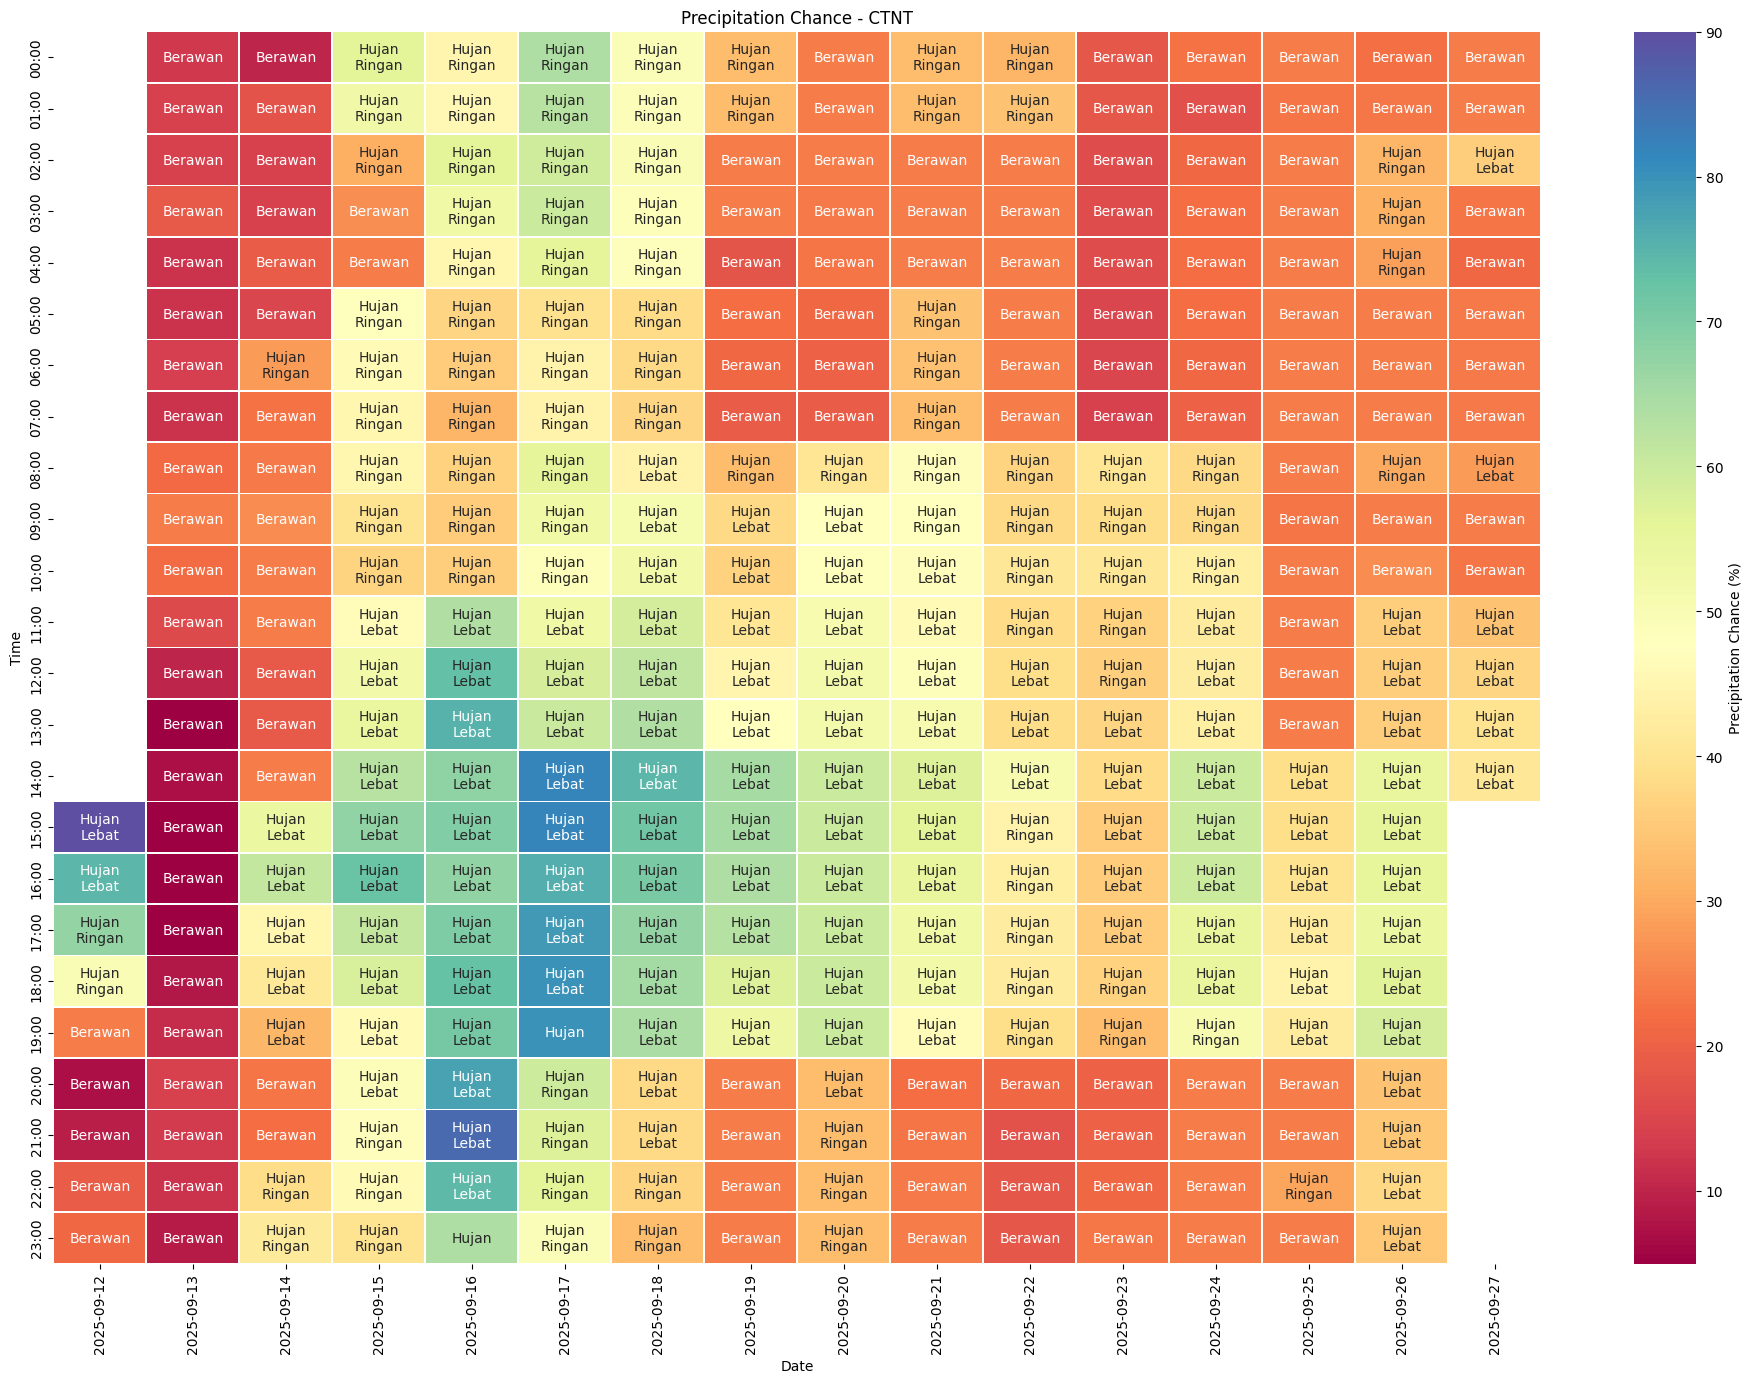 Precipitation Chance - CTNT
Time
00:00 Berawan Berawan Hujan Ringan Hujan Ringan Hujan Ringan Hujan Ringan Hujan Ringan Berawan Hujan Ringan Hujan Ringan Berawan Berawan Berawan Berawan Berawan
01:00 Berawan Berawan Hujan Ringan Hujan Ringan Hujan Ringan Hujan Ringan Hujan Ringan Berawan Hujan Ringan Hujan Ringan Berawan Berawan Berawan Berawan Berawan
02:00 Berawan Berawan Hujan Ringan Hujan Ringan Hujan Ringan Hujan Ringan Berawan Berawan Berawan Berawan Berawan Berawan Berawan Hujan Ringan Hujan Lebat
03:00 Berawan Berawan Berawan Hujan Ringan Hujan Ringan Hujan Ringan Berawan Berawan Berawan Berawan Berawan Berawan Berawan Hujan Ringan Berawan
04:00 Berawan Berawan Berawan Hujan Ringan Hujan Ringan Hujan Ringan Berawan Berawan Berawan Berawan Berawan Berawan Berawan Hujan Ringan Berawan
05:00 Berawan Berawan Hujan Ringan Hujan Ringan Hujan Ringan Hujan Ringan Berawan Berawan Hujan Ringan Berawan Berawan Berawan Berawan Berawan Berawan
06:00 Berawan Hujan Ringan Hujan Ringan Hujan Ringan Hujan Ringan Hujan Ringan Berawan Berawan Hujan Ringan Berawan Berawan Berawan Berawan Berawan Berawan
07:00 Berawan Berawan Hujan Ringan Hujan Ringan Hujan Ringan Hujan Ringan Berawan Berawan Hujan Ringan Berawan Berawan Berawan Berawan Berawan Berawan
08:00 Berawan Berawan Hujan Ringan Hujan Ringan Hujan Ringan Hujan Lebat Hujan Ringan Hujan Ringan Hujan Ringan Hujan Ringan Hujan Ringan Hujan Ringan Berawan Hujan Ringan Hujan Lebat
09:00 Berawan Berawan Hujan Ringan Hujan Ringan Hujan Ringan Hujan Lebat Hujan Lebat Hujan Lebat Hujan Ringan Hujan Ringan Hujan Ringan Hujan Ringan Berawan Berawan Berawan
10:00 Berawan Berawan Hujan Ringan Hujan Ringan Hujan Ringan Hujan Lebat Hujan Lebat Hujan Lebat Hujan Lebat Hujan Ringan Hujan Ringan Hujan Ringan Berawan Berawan Berawan
11:00 Berawan Berawan Hujan Lebat Hujan Lebat Hujan Lebat Hujan Lebat Hujan Lebat Hujan Lebat Hujan Lebat Hujan Ringan Hujan Ringan Hujan Lebat Berawan Hujan Lebat Hujan Lebat
12:00 Berawan Berawan Hujan Lebat Hujan Lebat Hujan Lebat Hujan Lebat Hujan Lebat Hujan Lebat Hujan Lebat Hujan Lebat Hujan Ringan Hujan Lebat Berawan Hujan Lebat Hujan Lebat
13:00 Berawan Berawan Hujan Lebat Hujan Lebat Hujan Lebat Hujan Lebat Hujan Lebat Hujan Lebat Hujan Lebat Hujan Lebat Hujan Lebat Hujan Lebat Berawan Hujan Lebat Hujan Lebat
14:00 Berawan Berawan Hujan Lebat Hujan Lebat Hujan Lebat Hujan Lebat Hujan Lebat Hujan Lebat Hujan Lebat Hujan Lebat Hujan Lebat Hujan Lebat Hujan Lebat Hujan Lebat Hujan Lebat
15:00 Hujan Lebat Berawan Hujan Lebat Hujan Lebat Hujan Lebat Hujan Lebat Hujan Lebat Hujan Lebat Hujan Lebat Hujan Lebat Hujan Ringan Hujan Lebat Hujan Lebat Hujan Lebat Hujan Lebat
16:00 Hujan Lebat Berawan Hujan Lebat Hujan Lebat Hujan Lebat Hujan Lebat Hujan Lebat Hujan Lebat Hujan Lebat Hujan Lebat Hujan Ringan Hujan Lebat Hujan Lebat Hujan Lebat Hujan Lebat
17:00 Hujan Ringan Berawan Hujan Lebat Hujan Lebat Hujan Lebat Hujan Lebat Hujan Lebat Hujan Lebat Hujan Lebat Hujan Lebat Hujan Ringan Hujan Lebat Hujan Lebat Hujan Lebat Hujan Lebat
18:00 Hujan Ringan Berawan Hujan Lebat Hujan Lebat Hujan Lebat Hujan Lebat Hujan Lebat Hujan Lebat Hujan Lebat Hujan Lebat Hujan Ringan Hujan Ringan Hujan Lebat Hujan Lebat Hujan Lebat
19:00 Berawan Berawan Hujan Lebat Hujan Lebat Hujan Lebat Hujan Hujan Lebat Hujan Lebat Hujan Lebat Hujan Lebat Hujan Ringan Hujan Ringan Hujan Ringan Hujan Lebat Hujan Lebat
20:00 Berawan Berawan Berawan Hujan Lebat Hujan Lebat Hujan Ringan Hujan Lebat Berawan Hujan Lebat Berawan Berawan Berawan Berawan Berawan Hujan Lebat
21:00 Berawan Berawan Berawan Hujan Ringan Hujan Lebat Hujan Ringan Hujan Lebat Berawan Hujan Ringan Berawan Berawan Berawan Berawan Berawan Hujan Lebat
22:00 Berawan Berawan Hujan Ringan Hujan Ringan Hujan Lebat Hujan Ringan Hujan Ringan Berawan Hujan Ringan Berawan Berawan Berawan Berawan Hujan Ringan Hujan Lebat
23:00 Berawan Berawan Hujan Ringan Hujan Ringan Hujan Hujan Ringan Hujan Ringan Berawan Hujan Ringan Berawan Berawan Berawan Berawan Berawan Hujan Lebat
2025-09-12 2025-09-13 2025-09-14 2025-09-15 2025-09-16 2025-09-17 2025-09-18 2025-09-19 2025-09-20 2025-09-21 2025-09-22 2025-09-23 2025-09-24 2025-09-25 2025-09-26 2025-09-27
Date
90
80
70
60
50
40
30
20
10
Precipitation Chance (%)